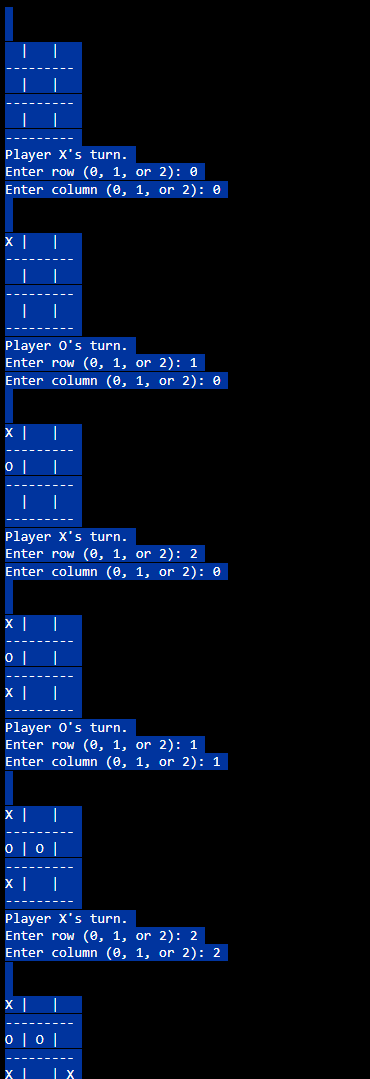 |   |  
---------
  |   |  
---------
  |   |  
---------
Player X's turn.
Enter row (0, 1, or 2): 0
Enter column (0, 1, or 2): 0

X |   |  
---------
  |   |  
---------
  |   |  
---------
Player O's turn.
Enter row (0, 1, or 2): 1
Enter column (0, 1, or 2): 0

X |   |  
---------
O |   |  
---------
  |   |  
---------
Player X's turn.
Enter row (0, 1, or 2): 2
Enter column (0, 1, or 2): 0

X |   |  
---------
O |   |  
---------
X |   |  
---------
Player O's turn.
Enter row (0, 1, or 2): 1
Enter column (0, 1, or 2): 1

X |   |  
---------
O | O |  
---------
X |   |  
---------
Player X's turn.
Enter row (0, 1, or 2): 2
Enter column (0, 1, or 2): 2

X |   |  
---------
O | O |  
---------
X |   | X